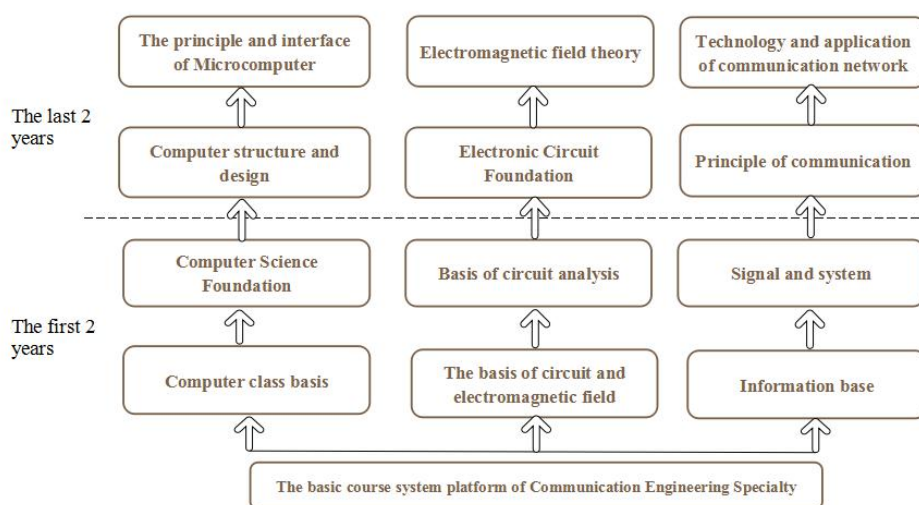 The principle and interface
of Microcomputer
Electromagnetic field theory
Technology and application
of communication network
The last 2
years
Computer structure and
design
Electronic Circuit
Foundation
Principle of communication
Computer Science
Foundation
Basis of circuit analysis
Signal and system
The first 2
years
Computer class basis
The basis of circuit and
electromagnetic field
Information base
The basic course system platform of Communication Engineering Specialty